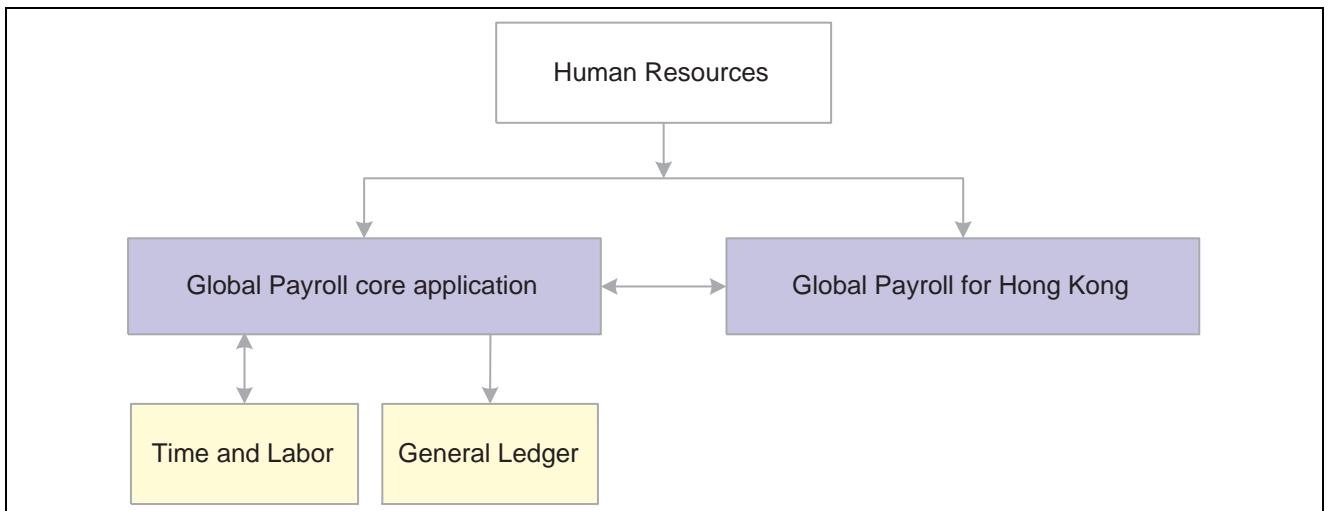 Human Resources
Global Payroll core application
Global Payroll for Hong Kong
Time and Labor
General Ledger